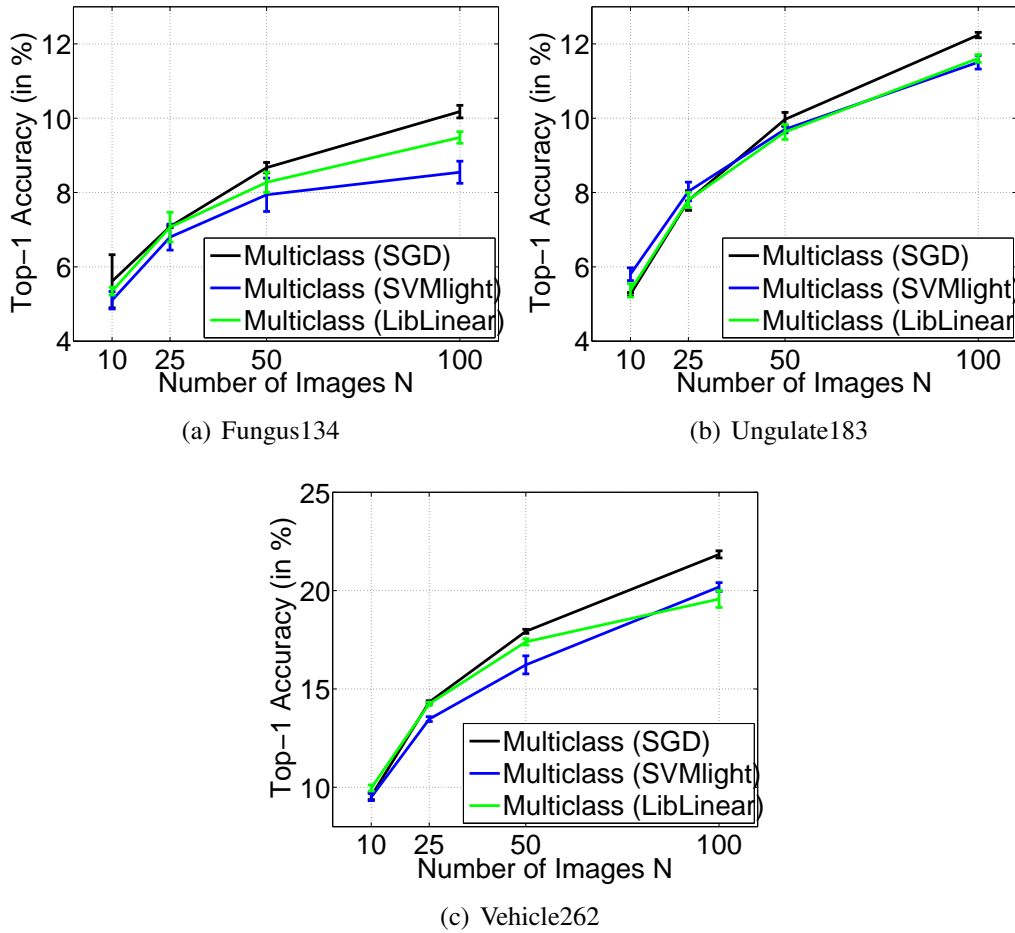 Top−1 Accuracy (in %)
12
10
8
6
4
Multiclass (SGD)
Multiclass (SVMlight)
Multiclass (LibLinear)
10 25 50 100
Number of Images N
(a) Fungus134
Top−1 Accuracy (in %)
12
10
8
6
4
Multiclass (SGD)
Multiclass (SVMlight)
Multiclass (LibLinear)
10 25 50 100
Number of Images N
(b) Ungulate183
Top−1 Accuracy (in %)
25
20
15
10
Multiclass (SGD)
Multiclass (SVMlight)
Multiclass (LibLinear)
10 25 50 100
Number of Images N
(c) Vehicle262